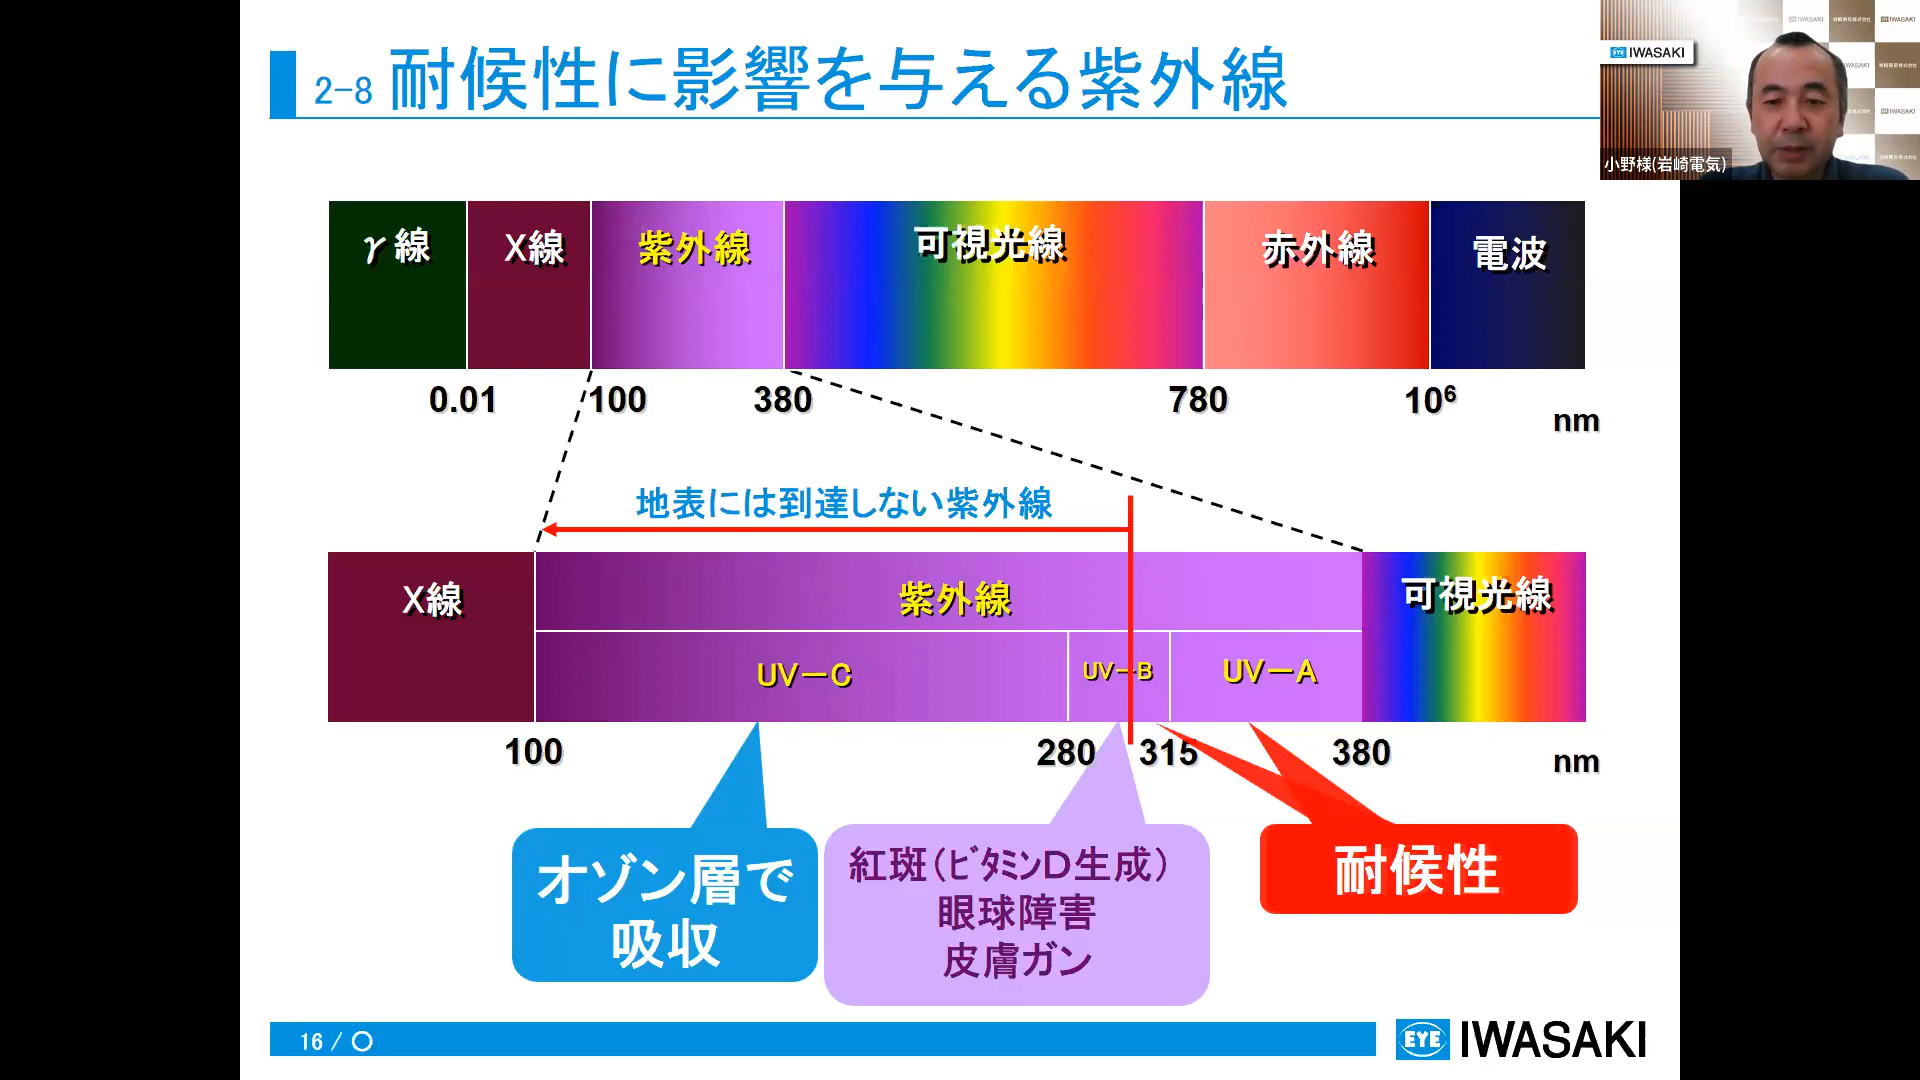 2-8 耐候性に影響を与える紫外線
IWASAKI
小野様(岩崎電気)
γ線 X線 紫外線 可視光線 赤外線 電波
0.01 100 380 780 10⁶ nm
地表には到達しない紫外線
X線 紫外線 可視光線
UV－C UV－B UV－A
100 280 315 380 nm
オゾン層で
吸収
紅斑（ﾋﾞﾀﾐﾝD生成）
眼球障害
皮膚ガン
耐候性
16 / 〇
EYE IWASAKI